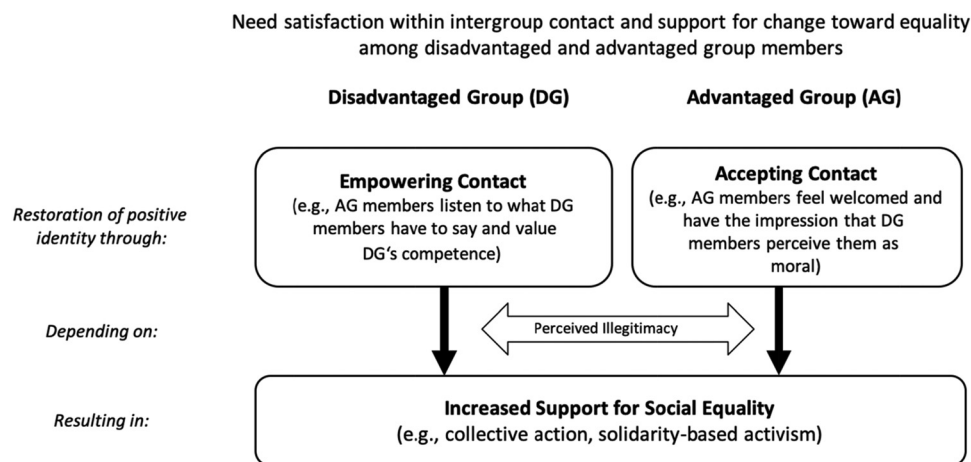 Need satisfaction within intergroup contact and support for change toward equality
among disadvantaged and advantaged group members
Disadvantaged Group (DG)
Advantaged Group (AG)
Restoration of positive
identity through:
Empowering Contact
(e.g., AG members listen to what DG
members have to say and value
DG‘s competence)
Accepting Contact
(e.g., AG members feel welcomed and
have the impression that DG
members perceive them as
moral)
Depending on:
Perceived Illegitimacy
Resulting in:
Increased Support for Social Equality
(e.g., collective action, solidarity-based activism)